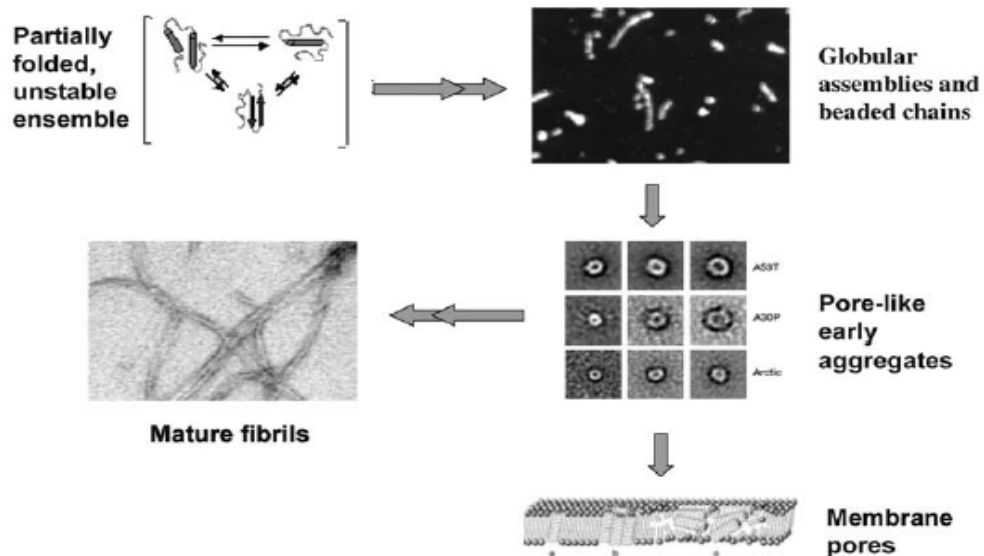 Partially
folded,
unstable
ensemble
Globular
assemblies and
beaded chains
A53T
A30P
Arctic
Pore-like
early
aggregates
Mature fibrils
Membrane
pores